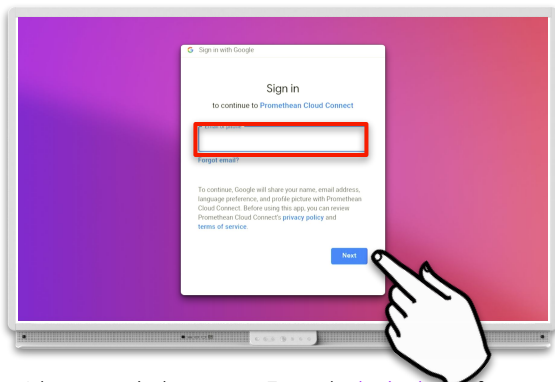 Sign in with Google
Sign in
to continue to Promethean Cloud Connect
Email or phone
Forgot email?
To continue, Google will share your name, email address,
language preference, and profile picture with Promethean
Cloud Connect. Before using this app, you can review
Promethean Cloud Connect's privacy policy and
terms of service.
Next